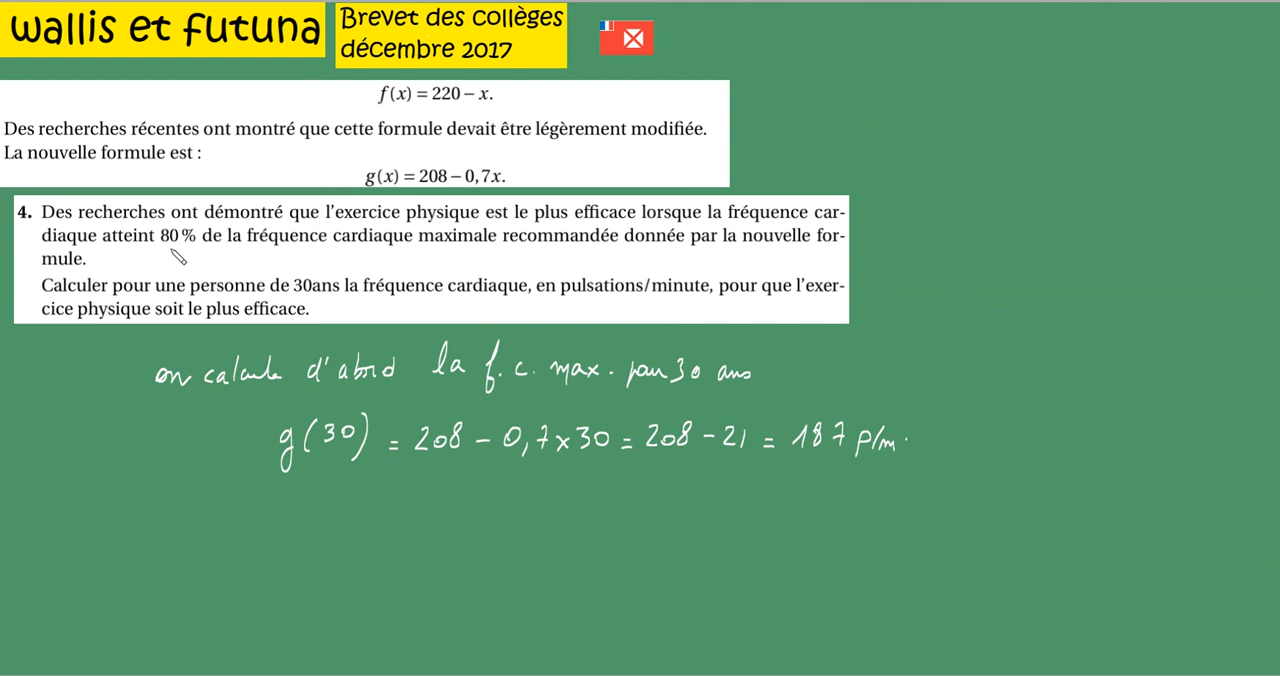 wallis et futuna
Brevet des collèges
décembre 2017
f(x) = 220 − x.
Des recherches récentes ont montré que cette formule devait être légèrement modifiée.
La nouvelle formule est :
g(x) = 208 − 0,7x.
4. Des recherches ont démontré que l'exercice physique est le plus efficace lorsque la fréquence car-
diaque atteint 80 % de la fréquence cardiaque maximale recommandée donnée par la nouvelle for-
mule.
Calculer pour une personne de 30ans la fréquence cardiaque, en pulsations/minute, pour que l'exer-
cice physique soit le plus efficace.
on calcule d'abord la f.c. max. pour 30 ans
g(30) = 208 − 0,7×30 = 208 − 21 = 187 p/m.